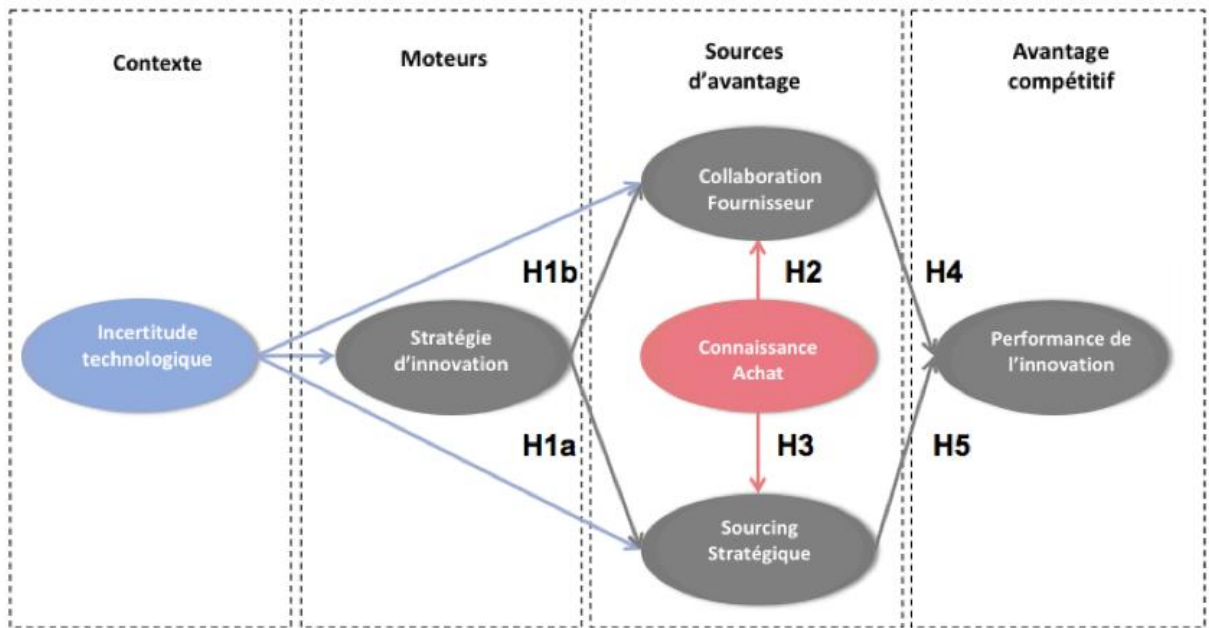 Contexte
Moteurs
Sources
d'avantage
Avantage
compétitif
Collaboration
Fournisseur
H1b
H2
H4
Incertitude
technologique
Stratégie
d'innovation
Connaissance
Achat
Performance de
l'innovation
H1a
H3
H5
Sourcing
Stratégique